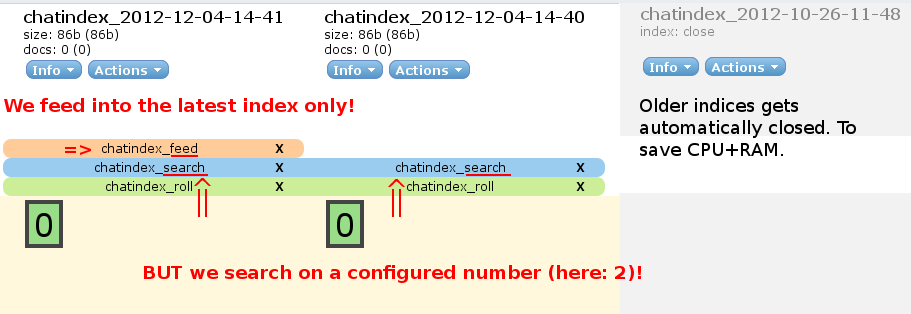 chatindex_2012-12-04-14-41
size: 86b (86b)
docs: 0 (0)
Info Actions
chatindex_2012-12-04-14-40
size: 86b (86b)
docs: 0 (0)
Info Actions
chatindex_2012-10-26-11-48
index: close
Info Actions
We feed into the latest index only!
Older indices gets
automatically closed. To
save CPU+RAM.
=> chatindex_feed X
chatindex_search X
chatindex_search X
chatindex_roll X
chatindex_roll X
0
0
BUT we search on a configured number (here: 2)!